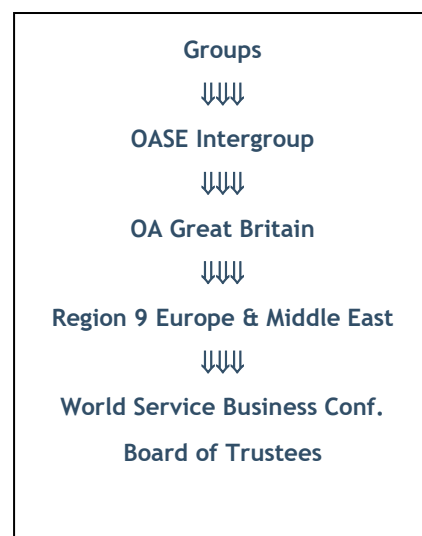 Groups
⇓⇓⇓
OASE Intergroup
⇓⇓⇓
OA Great Britain
⇓⇓⇓
Region 9 Europe & Middle East
⇓⇓⇓
World Service Business Conf.
Board of Trustees